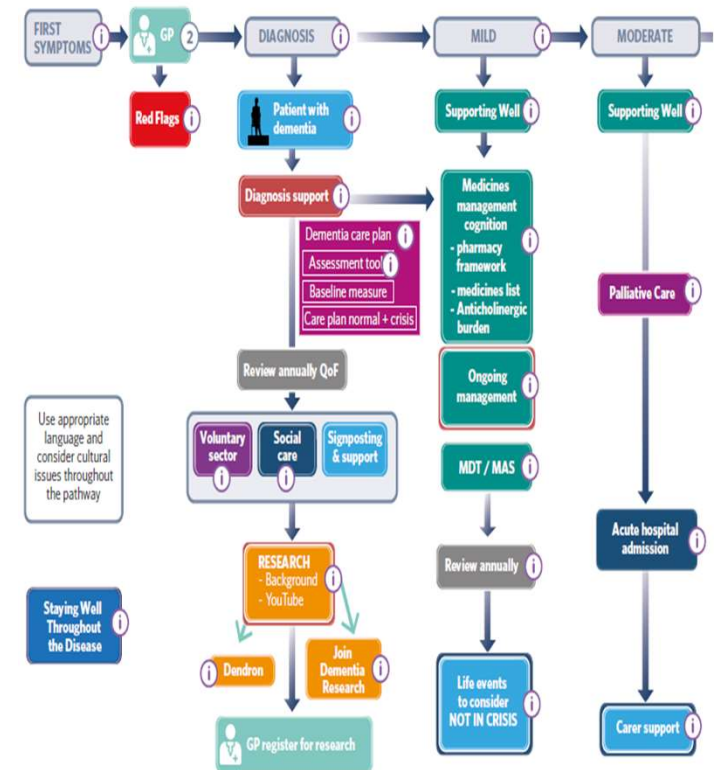 FIRST
SYMPTOMS
i
GP
2
DIAGNOSIS
i
MILD
i
MODERATE
Red Flags
i
Patient with
dementia
i
Supporting Well
i
Supporting Well
i
Diagnosis support
i
Dementia care plan
i
Assessment tool
i
Baseline measure
Care plan normal + crisis
Medicines
management
cognition
- pharmacy
framework
- medicines list
- Anticholinergic
burden
i
Palliative Care
i
Review annually QoF
Ongoing
management
i
Use appropriate
language and
consider cultural
issues throughout
the pathway
Voluntary
sector
i
Social
care
i
Signposting
& support
MDT / MAS
i
Acute hospital
admission
i
RESEARCH
- Background
- YouTube
i
Review annually
i
Staying Well
Throughout
the Disease
i
i
Dendron
Join
Dementia
Research
i
Life events
to consider
NOT IN CRISIS
i
Carer support
i
GP register for research